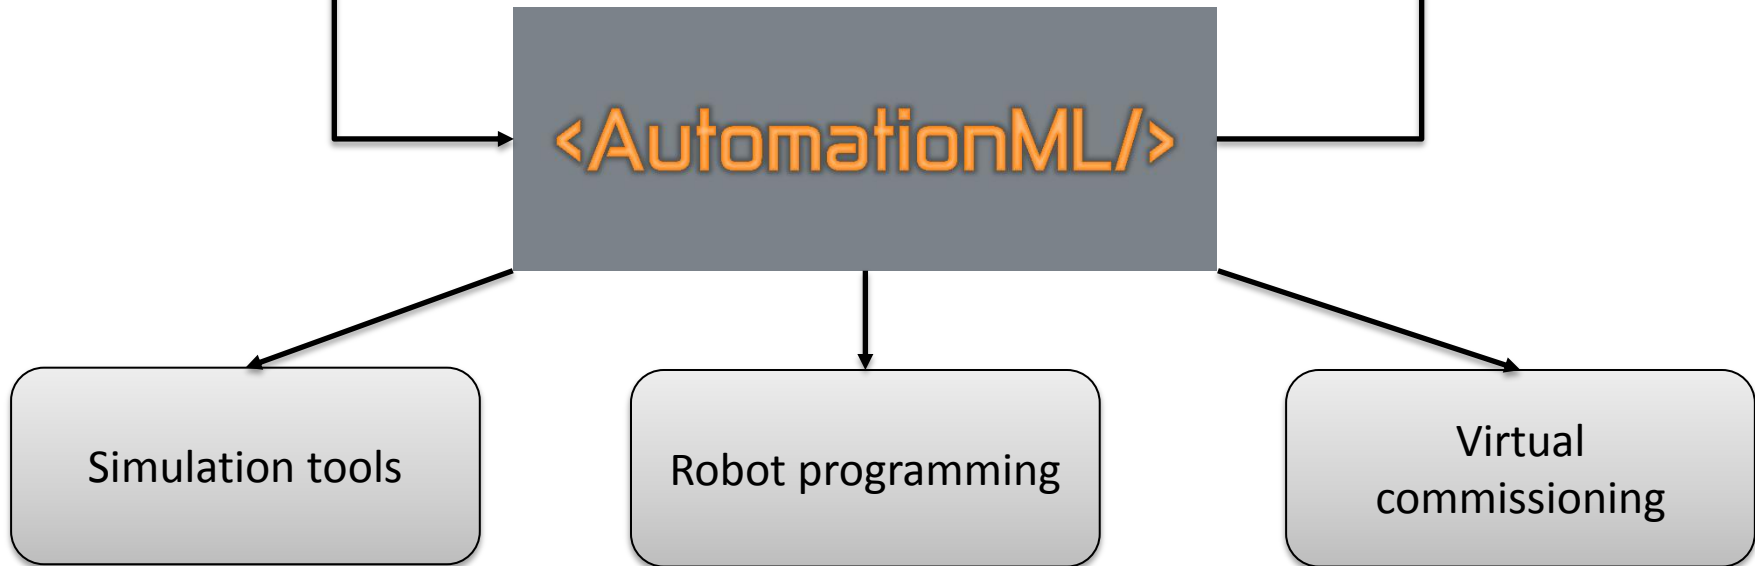 <AutomationML/>
Simulation tools
Robot programming
Virtual
commissioning